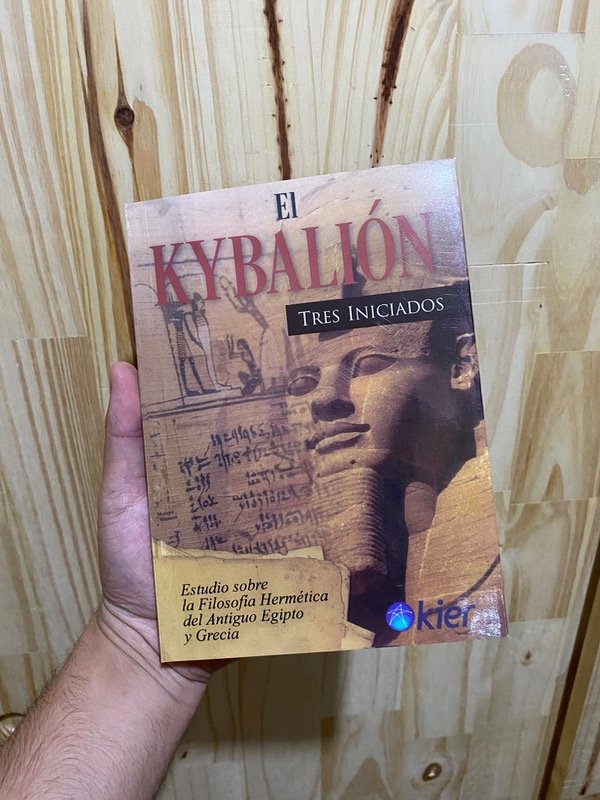 El
KYBALIÓN
TRES INICIADOS
Estudio sobre
la Filosofía Hermética
del Antiguo Egipto
y Grecia
kier